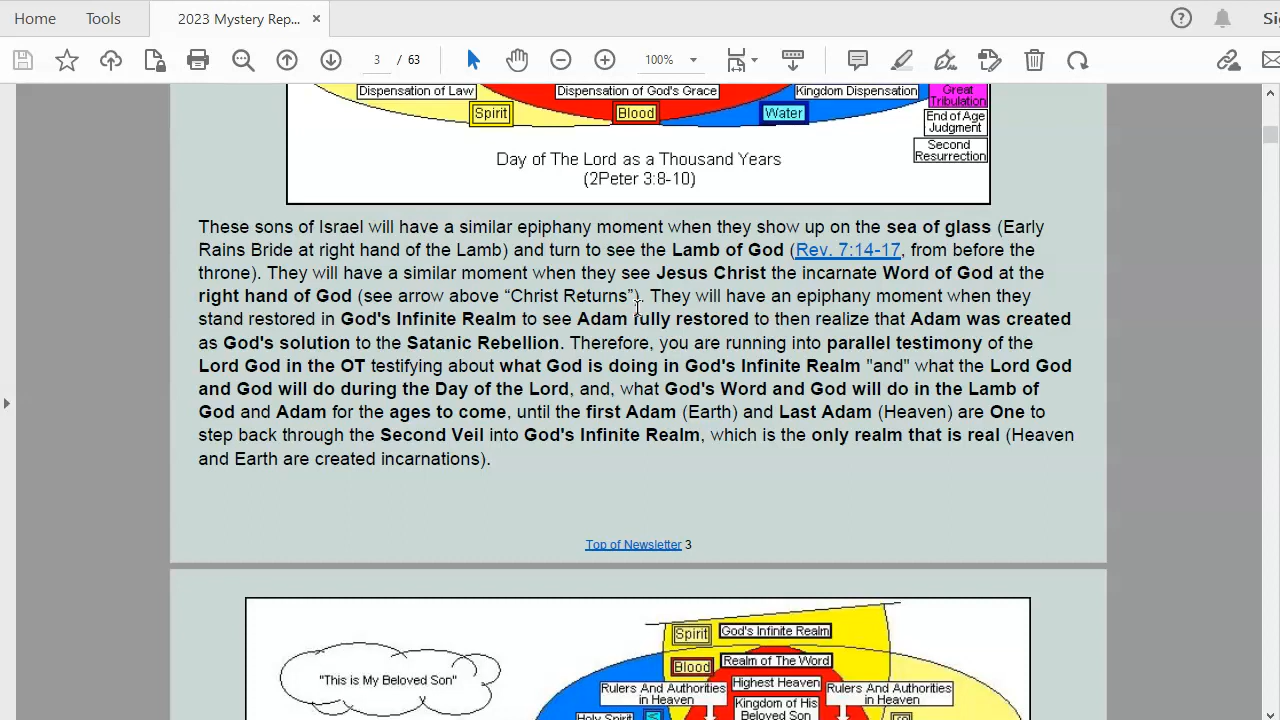 Home Tools 2023 Mystery Rep... ×
3 / 63 100%
Dispensation of Law Dispensation of God's Grace Kingdom Dispensation Great Tribulation
Spirit Blood Water
End of Age Judgment
Second Resurrection
Day of The Lord as a Thousand Years
(2Peter 3:8-10)
These sons of Israel will have a similar epiphany moment when they show up on the sea of glass (Early
Rains Bride at right hand of the Lamb) and turn to see the Lamb of God (Rev. 7:14-17, from before the
throne). They will have a similar moment when they see Jesus Christ the incarnate Word of God at the
right hand of God (see arrow above “Christ Returns”). They will have an epiphany moment when they
stand restored in God's Infinite Realm to see Adam fully restored to then realize that Adam was created
as God's solution to the Satanic Rebellion. Therefore, you are running into parallel testimony of the
Lord God in the OT testifying about what God is doing in God's Infinite Realm "and" what the Lord God
and God will do during the Day of the Lord, and, what God's Word and God will do in the Lamb of
God and Adam for the ages to come, until the first Adam (Earth) and Last Adam (Heaven) are One to
step back through the Second Veil into God's Infinite Realm, which is the only realm that is real (Heaven
and Earth are created incarnations).
Top of Newsletter 3
Spirit God's Infinite Realm
"This is My Beloved Son"
Blood Realm of The Word
Highest Heaven
Rulers And Authorities in Heaven
Kingdom of His Beloved Son
Rulers And Authorities in Heaven
Holy Spirit